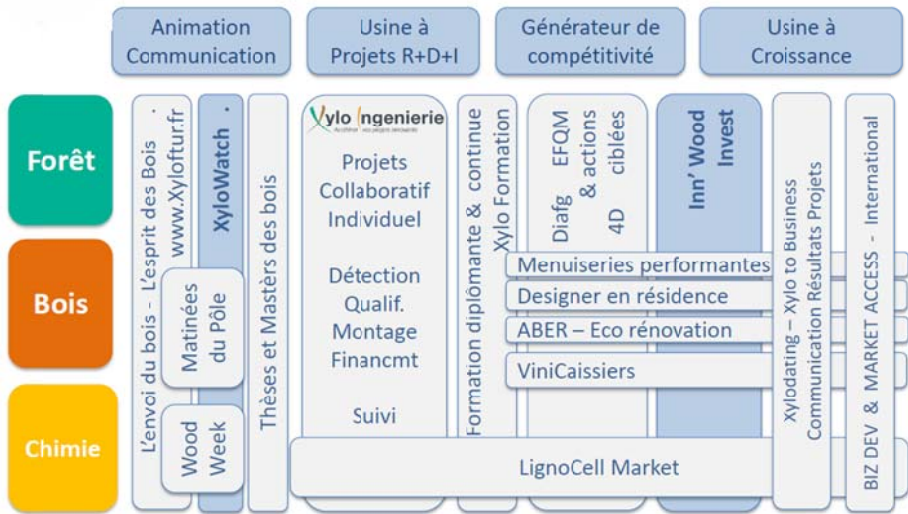 Animation
Communication
Usine à
Projets R+D+I
Générateur de
compétitivité
Usine à
Croissance
Forêt
Bois
Chimie
L'envoi du bois - L'esprit des Bois .
www.Xyloftur.fr
XyloWatch .
Matinées
du Pôle
Wood
Week
Thèses et Mastèrs des bois
Xylo Ingenierie
Projets
Collaboratif
Individuel
Détection
Qualif.
Montage
Financmt
Suivi
Formation diplômante & continue
Xylo Formation
Diafg EFQM
& actions
4D ciblées
Inn' Wood
Invest
Menuiseries performantes
Designer en résidence
ABER – Eco rénovation
ViniCaissiers
LignoCell Market
Xylodating – Xylo to Business
Communication Résultats Projets
BIZ DEV & MARKET ACCESS - International